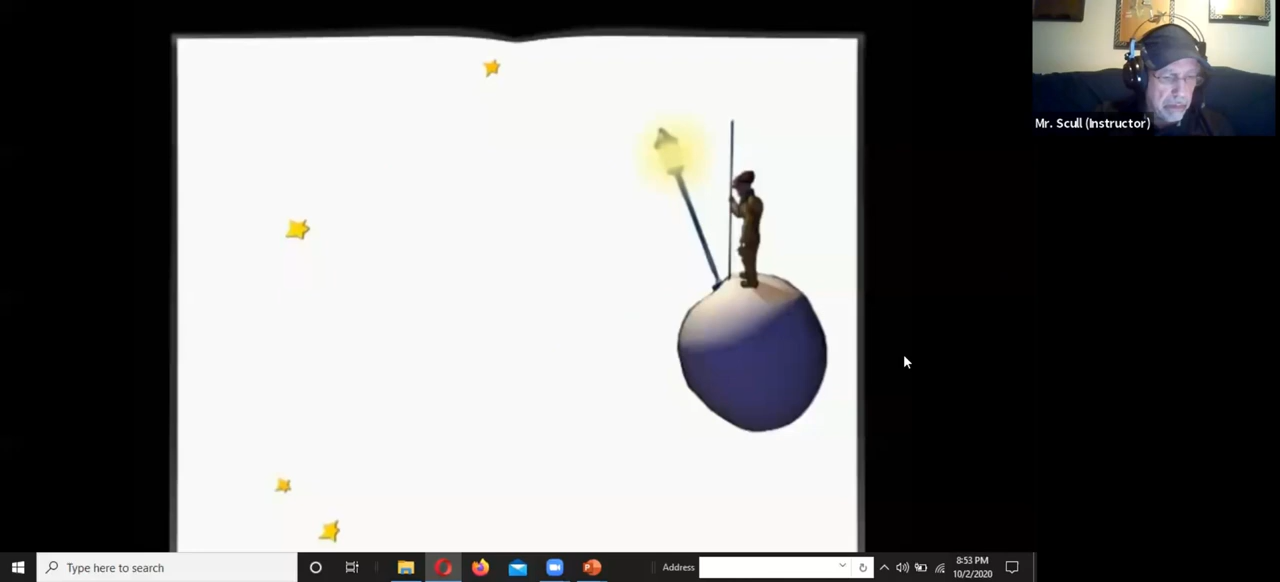 Mr. Scull (Instructor)
Type here to search
Address
8:53 PM
10/2/2020